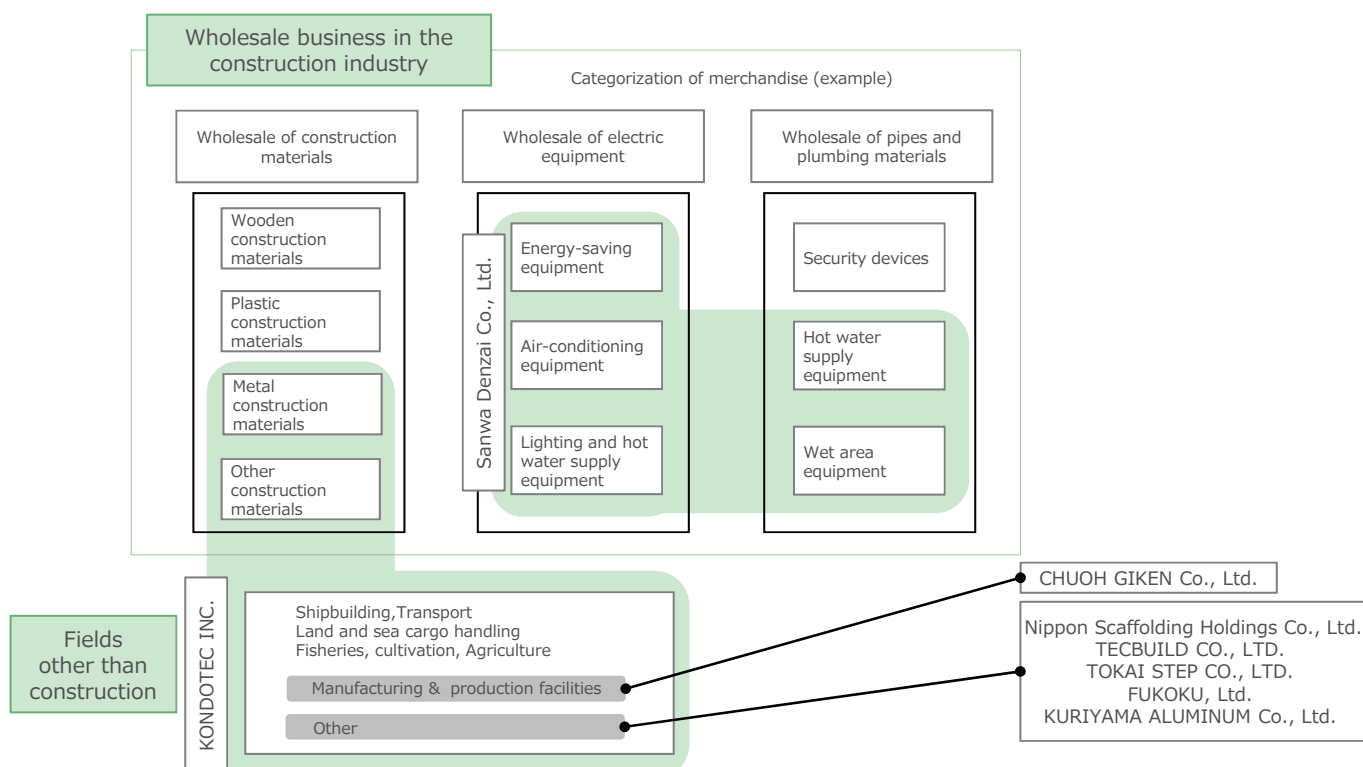 Wholesale business in the
construction industry
Categorization of merchandise (example)
Wholesale of construction
materials
Wholesale of electric
equipment
Wholesale of pipes and
plumbing materials
Wooden
construction
materials
Plastic
construction
materials
Metal
construction
materials
Other
construction
materials
Sanwa Denzai Co., Ltd.
Energy-saving
equipment
Air-conditioning
equipment
Lighting and hot
water supply
equipment
Security devices
Hot water
supply
equipment
Wet area
equipment
Fields
other than
construction
KONDOTEC INC.
Shipbuilding,Transport
Land and sea cargo handling
Fisheries, cultivation, Agriculture
Manufacturing & production facilities
Other
CHUOH GIKEN Co., Ltd.
Nippon Scaffolding Holdings Co., Ltd.
TECBUILD CO., LTD.
TOKAI STEP CO., LTD.
FUKOKU, Ltd.
KURIYAMA ALUMINUM Co., Ltd.